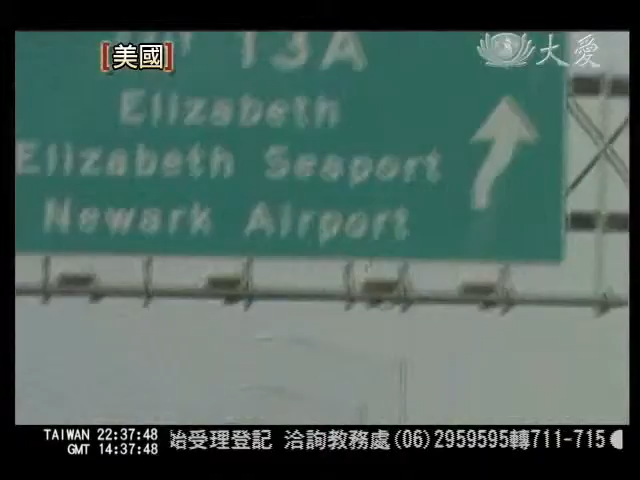 [美國]
大愛
13A
Elizabeth
Elizabeth Seaport
Newark Airport
TAIWAN 22:37:48
GMT 14:37:48
始受理登記 洽詢教務處(06)2959595轉711-715